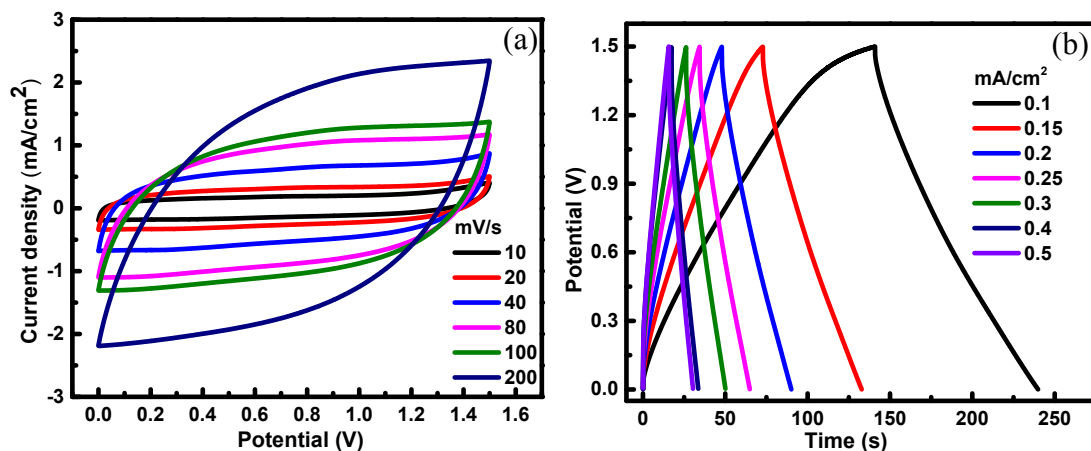 (a)
3
2
1
0
-1
-2
-3
Current density (mA/cm²)
mV/s
10
20
40
80
100
200
0.0 0.2 0.4 0.6 0.8 1.0 1.2 1.4 1.6
Potential (V)
(b)
1.5
1.2
0.9
0.6
0.3
0.0
Potential (V)
mA/cm²
0.1
0.15
0.2
0.25
0.3
0.4
0.5
0 50 100 150 200 250
Time (s)